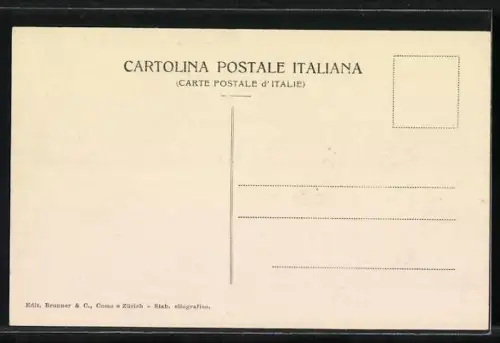 CARTOLINA POSTALE ITALIANA
(CARTE POSTALE d'ITALIE)
Edit. Brunner & C., Como e Zürich - Stab. eliografico.